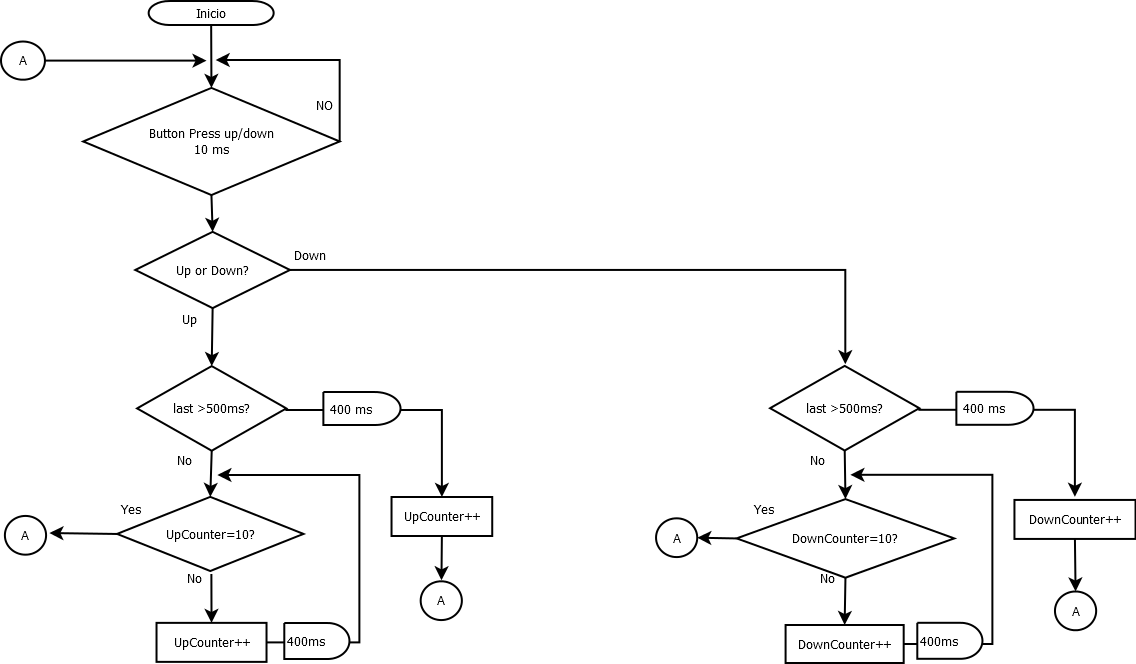 Inicio
A
NO
Button Press up/down
10 ms
Down
Up or Down?
Up
last >500ms?
400 ms
last >500ms?
400 ms
No
No
Yes
UpCounter=10?
UpCounter++
A
Yes
DownCounter=10?
DownCounter++
A
No
No
A
A
UpCounter++
400ms
DownCounter++
400ms